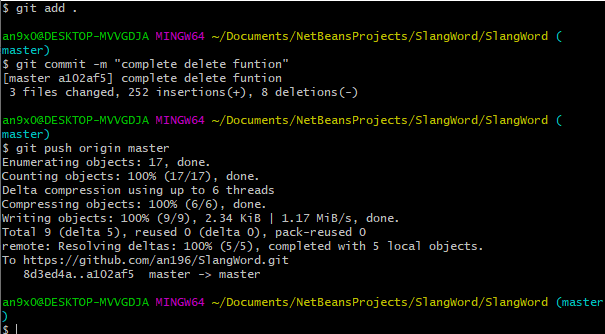 $ git add .
an9x0@DESKTOP-MVVGDJA MINGW64 ~/Documents/NetBeansProjects/SlangWord/SlangWord (
master)
$ git commit -m "complete delete funtion"
[master a102af5] complete delete funtion
 3 files changed, 252 insertions(+), 8 deletions(-)
an9x0@DESKTOP-MVVGDJA MINGW64 ~/Documents/NetBeansProjects/SlangWord/SlangWord (
master)
$ git push origin master
Enumerating objects: 17, done.
Counting objects: 100% (17/17), done.
Delta compression using up to 6 threads
Compressing objects: 100% (6/6), done.
Writing objects: 100% (9/9), 2.34 KiB | 1.17 MiB/s, done.
Total 9 (delta 5), reused 0 (delta 0), pack-reused 0
remote: Resolving deltas: 100% (5/5), completed with 5 local objects.
To https://github.com/an196/SlangWord.git
   8d3ed4a..a102af5  master -> master
an9x0@DESKTOP-MVVGDJA MINGW64 ~/Documents/NetBeansProjects/SlangWord/SlangWord (master
)
$